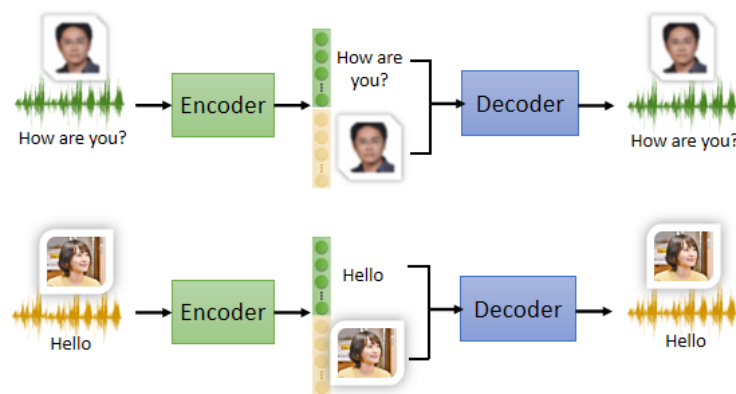 How are you?
Encoder
How are
you?
Decoder
How are you?
Hello
Encoder
Hello
Decoder
Hello